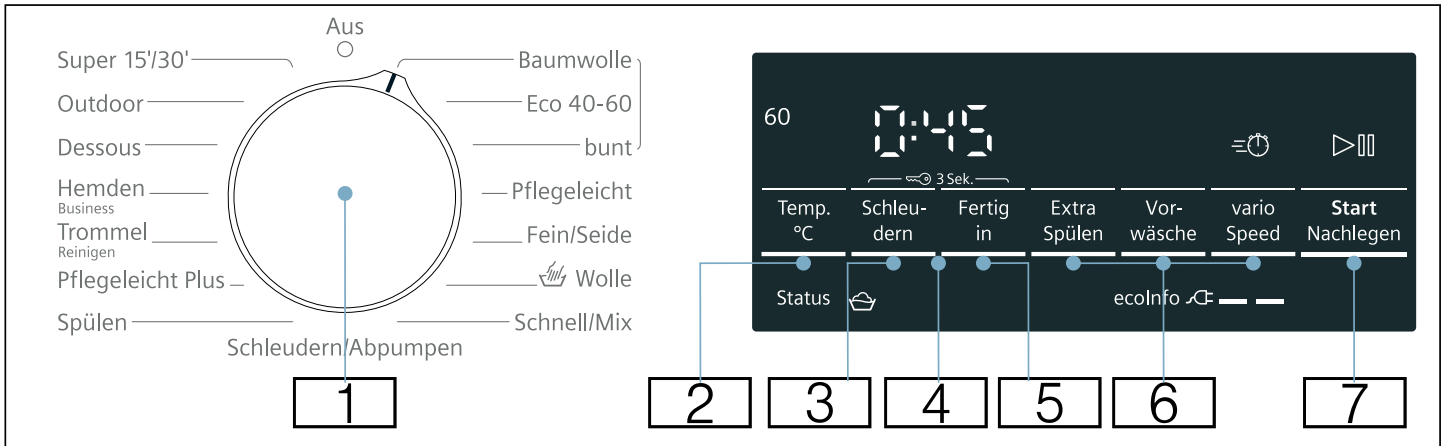 Aus
Super 15'/30'
Outdoor
Dessous
Hemden
Business
Trommel
Reinigen
Pflegeleicht Plus
Spülen
Schleudern/Abpumpen
Baumwolle
Eco 40-60
bunt
Pflegeleicht
Fein/Seide
Wolle
Schnell/Mix
60
0:45
3 Sek.
Temp.
°C
Schleu-
dern
Fertig
in
Extra
Spülen
Vor-
wäsche
vario
Speed
Start
Nachlegen
Status
ecoInfo
1
2
3
4
5
6
7